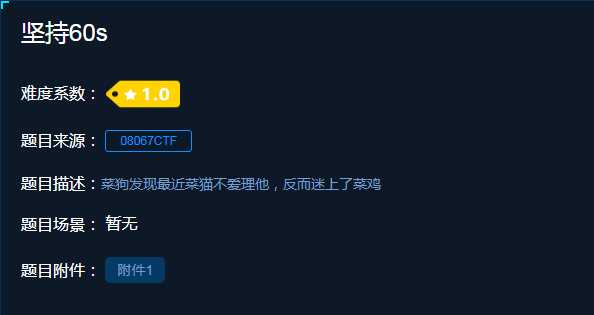 坚持60s
难度系数： 1.0
题目来源： 08067CTF
题目描述：菜狗发现最近菜猫不爱理他，反而迷上了菜鸡
题目场景： 暂无
题目附件： 附件1